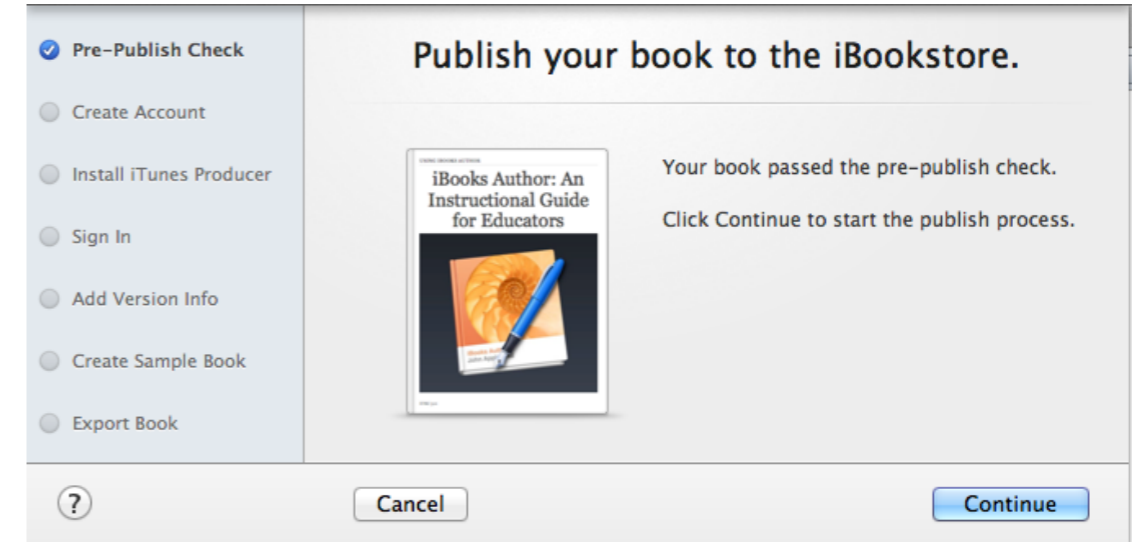 Pre-Publish Check
Create Account
Install iTunes Producer
Sign In
Add Version Info
Create Sample Book
Export Book
Publish your book to the iBookstore.
iBooks Author: An
Instructional Guide
for Educators
Your book passed the pre-publish check.
Click Continue to start the publish process.
?
Cancel
Continue